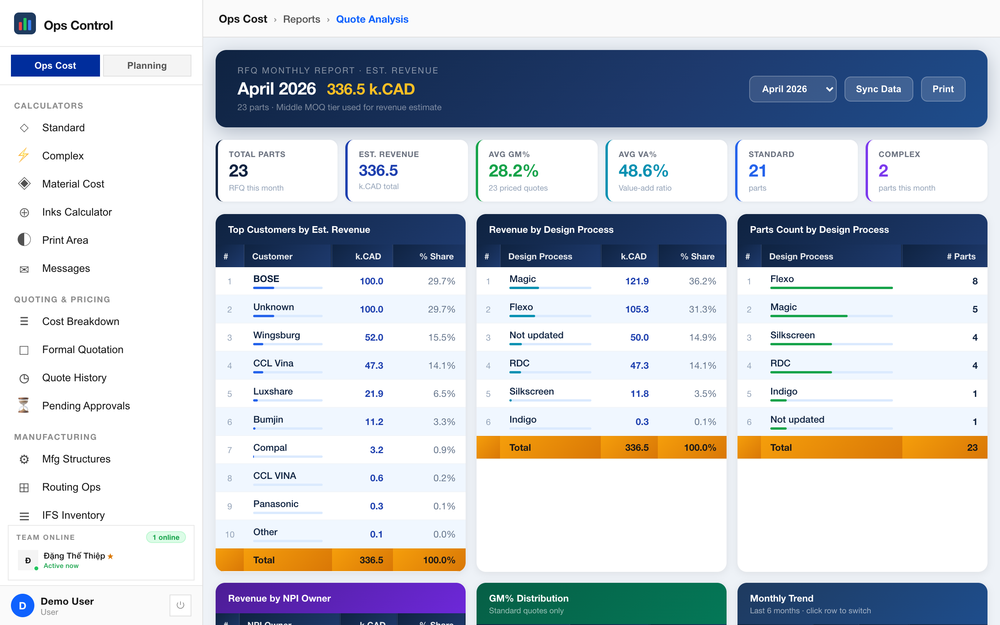 Ops Control
Ops Cost
Planning
CALCULATORS
Standard
Complex
Material Cost
Inks Calculator
Print Area
Messages
QUOTING & PRICING
Cost Breakdown
Formal Quotation
Quote History
Pending Approvals
MANUFACTURING
Mfg Structures
Routing Ops
IFS Inventory
TEAM ONLINE
1 online
Đ
Đặng Thế Thiệp ★
Active now
D
Demo User
User
Ops Cost › Reports › Quote Analysis
RFQ MONTHLY REPORT · EST. REVENUE
April 2026 336.5 k.CAD
23 parts · Middle MOQ tier used for revenue estimate
April 2026
Sync Data
Print
TOTAL PARTS
23
RFQ this month
EST. REVENUE
336.5
k.CAD total
AVG GM%
28.2%
23 priced quotes
AVG VA%
48.6%
Value-add ratio
STANDARD
21
parts
COMPLEX
2
parts this month
Top Customers by Est. Revenue
# Customer k.CAD % Share
1 BOSE 100.0 29.7%
2 Unknown 100.0 29.7%
3 Wingsburg 52.0 15.5%
4 CCL Vina 47.3 14.1%
5 Luxshare 21.9 6.5%
6 Bumjin 11.2 3.3%
7 Compal 3.2 0.9%
8 CCL VINA 0.6 0.2%
9 Panasonic 0.3 0.1%
10 Other 0.1 0.0%
Total 336.5 100.0%
Revenue by Design Process
# Design Process k.CAD % Share
1 Magic 121.9 36.2%
2 Flexo 105.3 31.3%
3 Not updated 50.0 14.9%
4 RDC 47.3 14.1%
5 Silkscreen 11.8 3.5%
6 Indigo 0.3 0.1%
Total 336.5 100.0%
Parts Count by Design Process
# Design Process # Parts
1 Flexo 8
2 Magic 5
3 Silkscreen 4
4 RDC 4
5 Indigo 1
6 Not updated 1
Total 23
Revenue by NPI Owner
# NPI Owner k.CAD % Share
GM% Distribution
Standard quotes only
Monthly Trend
Last 6 months · click row to switch